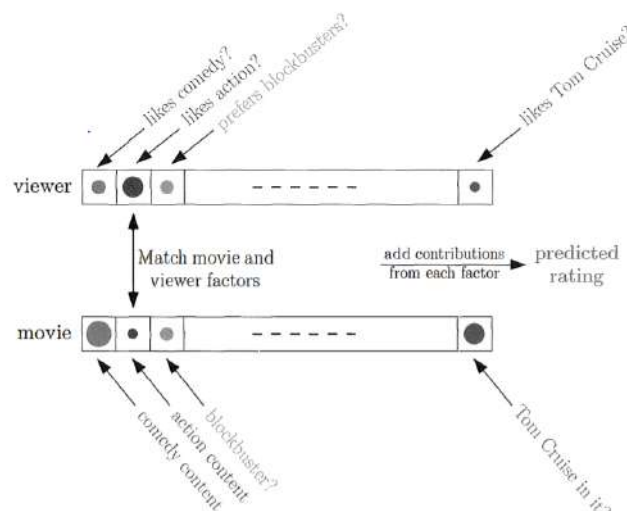 likes comedy?
likes action?
prefers blockbusters?
likes Tom Cruise?
viewer
Match movie and
viewer factors
add contributions
from each factor
predicted
rating
movie
comedy content
action content
blockbuster?
Tom Cruise in it?